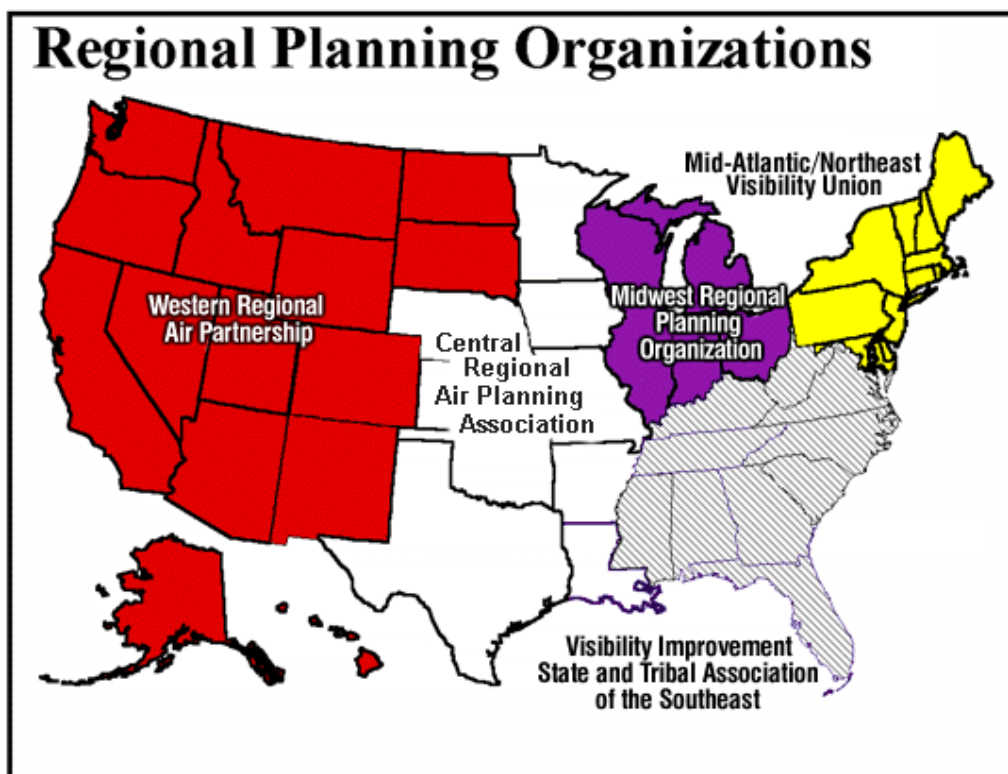 Regional Planning Organizations
Mid-Atlantic/Northeast
Visibility Union
Western Regional
Air Partnership
Midwest Regional
Planning
Organization
Central
Regional
Air Planning
Association
Visibility Improvement
State and Tribal Association
of the Southeast